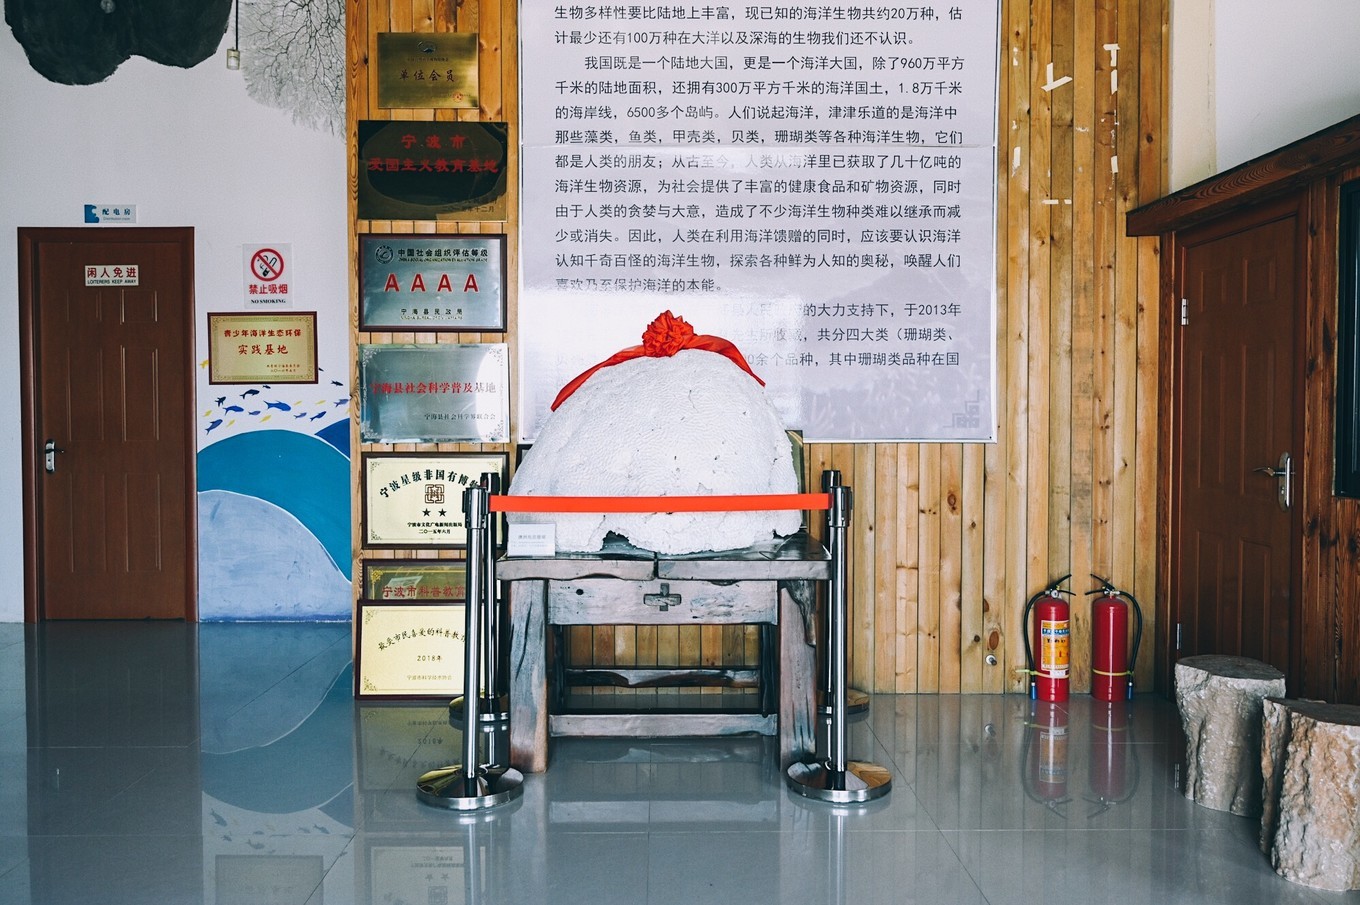 生物多样性要比陆地上丰富，现已知的海洋生物共约20万种，估
计最少还有100万种在大洋以及深海的生物我们还不认识。
我国既是一个陆地大国，更是一个海洋大国，除了960万平方
千米的陆地面积，还拥有300万平方千米的海洋国土，1.8万千米
的海岸线，6500多个岛屿。人们说起海洋，津津乐道的是海洋中
那些藻类，鱼类，甲壳类，贝类，珊瑚类等各种海洋生物，它们
都是人类的朋友；从古至今，人类从海洋里已获取了几十亿吨的
海洋生物资源，为社会提供了丰富的健康食品和矿物资源，同时
由于人类的贪婪与大意，造成了不少海洋生物种类难以继承而减
少或消失。因此，人类在利用海洋馈赠的同时，应该要认识海洋
认知千奇百怪的海洋生物，探索各种鲜为人知的奥秘，唤醒人们
喜欢乃至保护海洋的本能。
的大力支持下，于2013年
所收藏，共分四大类（珊瑚类、
余个品种，其中珊瑚类品种在国
单位会员
宁波市
爱国主义教育基地
中国社会组织评估等级
AAAA
宁海县民政局
宁海县社会科学普及基地
宁海县社会科学界联合会
宁波星级非国有博
宁波市文化广电新闻出版局
二〇一五年六月
宁波市科普教育
最受市民喜爱的科普教
2018年
宁波市科学技术协会
配电房
闲人免进
LOITERERS KEEP AWAY
禁止吸烟
NO SMOKING
青少年海洋生态环保
实践基地